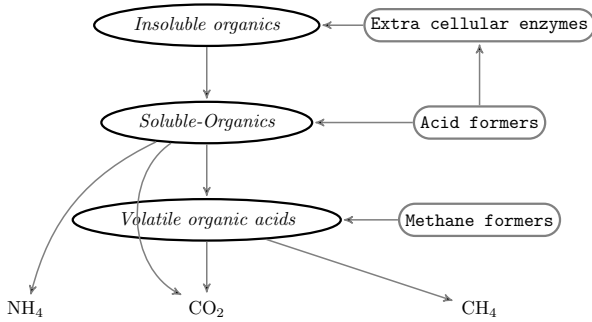 Insoluble organics
Extra cellular enzymes
Soluble-Organics
Acid formers
Volatile organic acids
Methane formers
NH₄
CO₂
CH₄